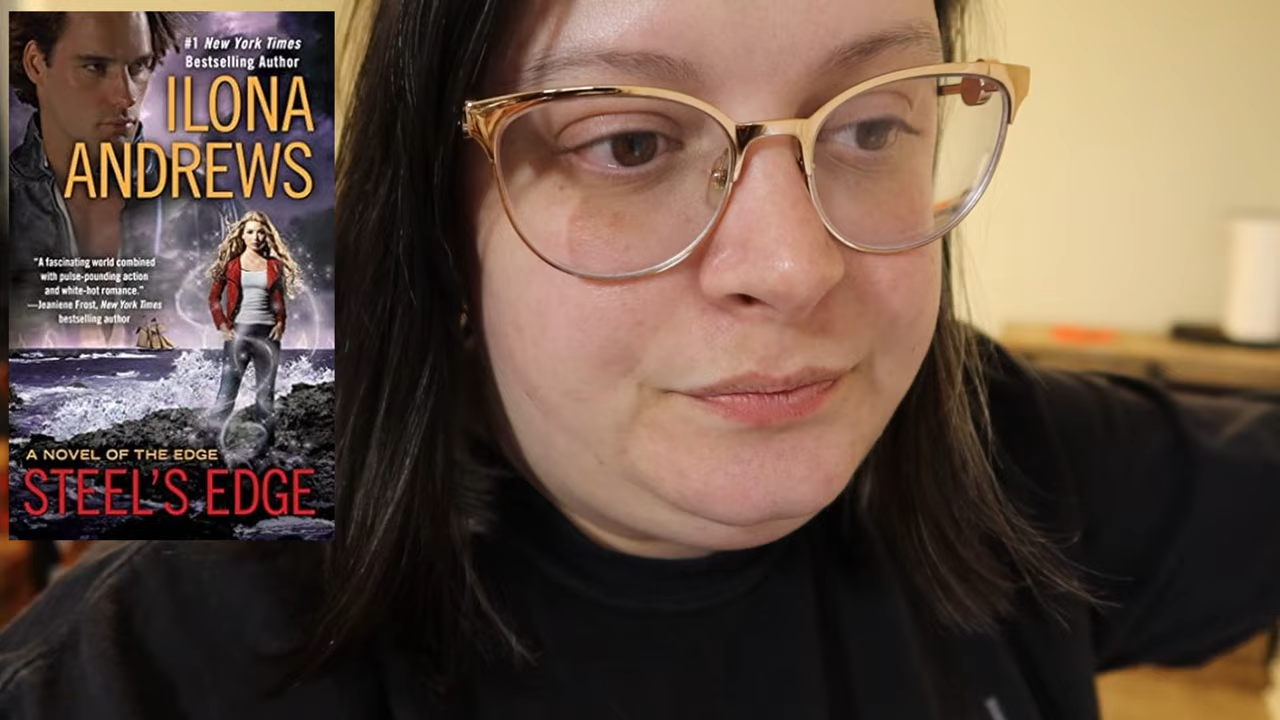 #1 New York Times
Bestselling Author
ILONA
ANDREWS
"A fascinating world combined
with pulse-pounding action
and white-hot romance."
—Jeaniene Frost, New York Times
bestselling author
A NOVEL OF THE EDGE
STEEL'S EDGE